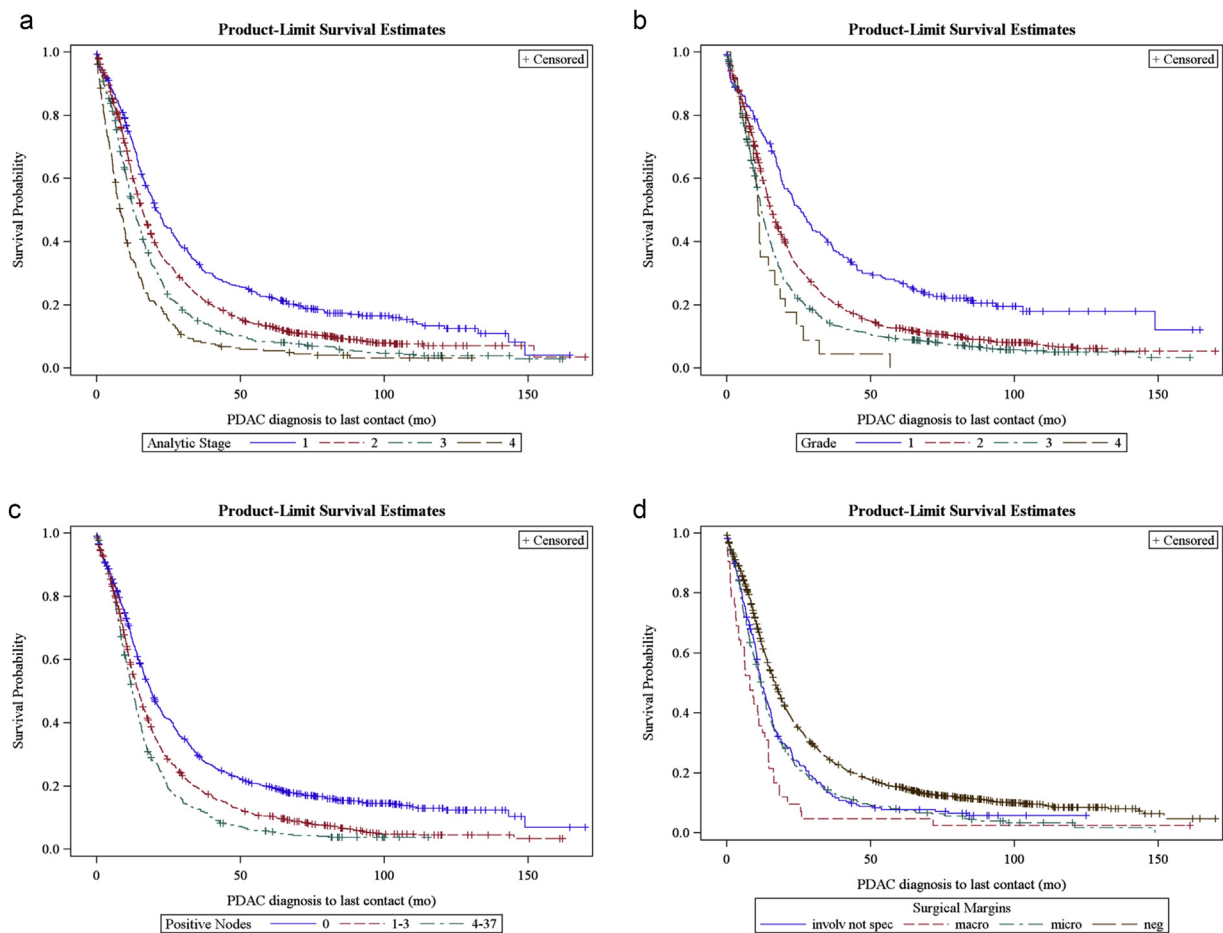 a
Product-Limit Survival Estimates
+ Censored
1.0
0.8
0.6
0.4
0.2
0.0
Survival Probability
0 50 100 150
PDAC diagnosis to last contact (mo)
Analytic Stage 1 2 3 4
b
Product-Limit Survival Estimates
+ Censored
1.0
0.8
0.6
0.4
0.2
0.0
Survival Probability
0 50 100 150
PDAC diagnosis to last contact (mo)
Grade 1 2 3 4
c
Product-Limit Survival Estimates
+ Censored
1.0
0.8
0.6
0.4
0.2
0.0
Survival Probability
0 50 100 150
PDAC diagnosis to last contact (mo)
Positive Nodes 0 1-3 4-37
d
Product-Limit Survival Estimates
+ Censored
1.0
0.8
0.6
0.4
0.2
0.0
Survival Probability
0 50 100 150
PDAC diagnosis to last contact (mo)
Surgical Margins
involv not spec macro micro neg